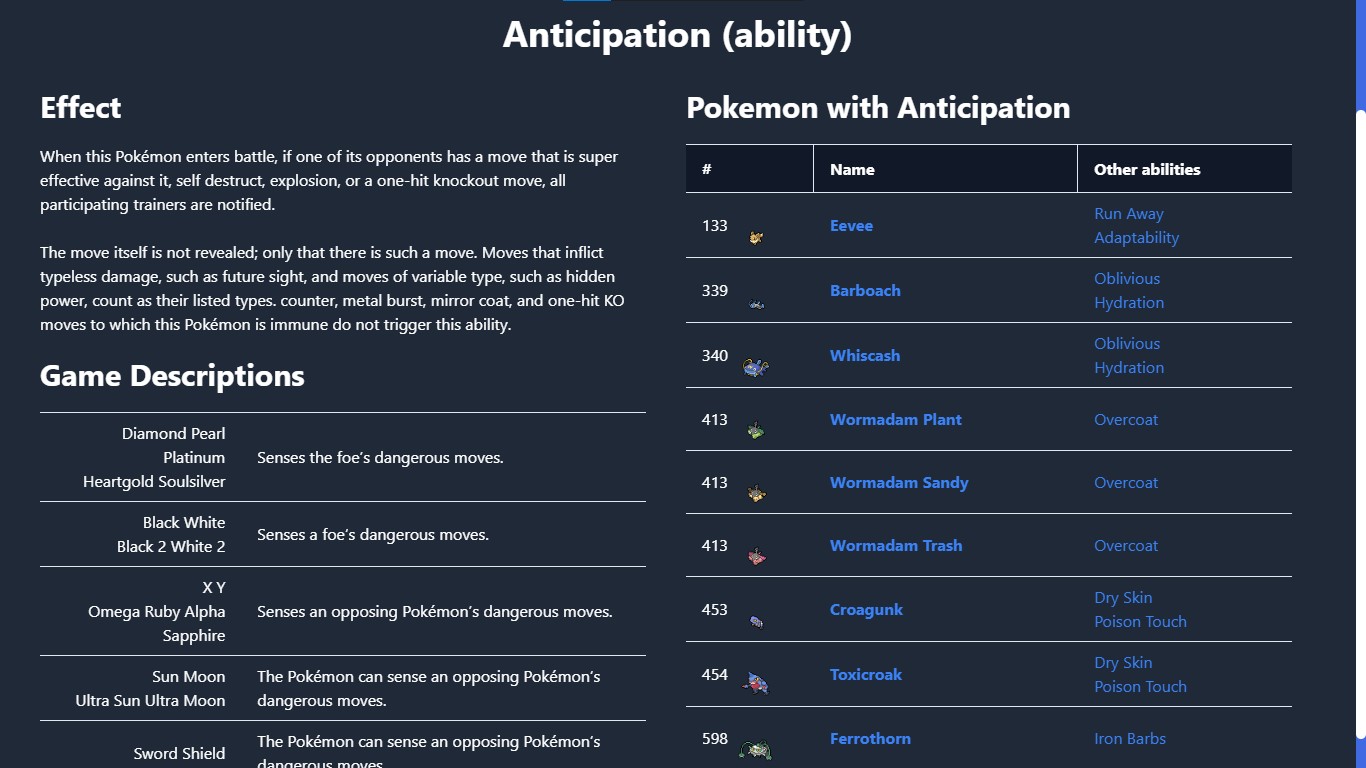 Anticipation (ability)
Effect
When this Pokémon enters battle, if one of its opponents has a move that is super
effective against it, self destruct, explosion, or a one-hit knockout move, all
participating trainers are notified.
The move itself is not revealed; only that there is such a move. Moves that inflict
typeless damage, such as future sight, and moves of variable type, such as hidden
power, count as their listed types. counter, metal burst, mirror coat, and one-hit KO
moves to which this Pokémon is immune do not trigger this ability.
Game Descriptions
Diamond Pearl
Platinum
Heartgold Soulsilver
Senses the foe's dangerous moves.
Black White
Black 2 White 2
Senses a foe's dangerous moves.
X Y
Omega Ruby Alpha
Sapphire
Senses an opposing Pokémon's dangerous moves.
Sun Moon
Ultra Sun Ultra Moon
The Pokémon can sense an opposing Pokémon's
dangerous moves.
Sword Shield
The Pokémon can sense an opposing Pokémon's
dangerous moves
Pokemon with Anticipation
# Name Other abilities
133 Eevee Run Away
Adaptability
339 Barboach Oblivious
Hydration
340 Whiscash Oblivious
Hydration
413 Wormadam Plant Overcoat
413 Wormadam Sandy Overcoat
413 Wormadam Trash Overcoat
453 Croagunk Dry Skin
Poison Touch
454 Toxicroak Dry Skin
Poison Touch
598 Ferrothorn Iron Barbs